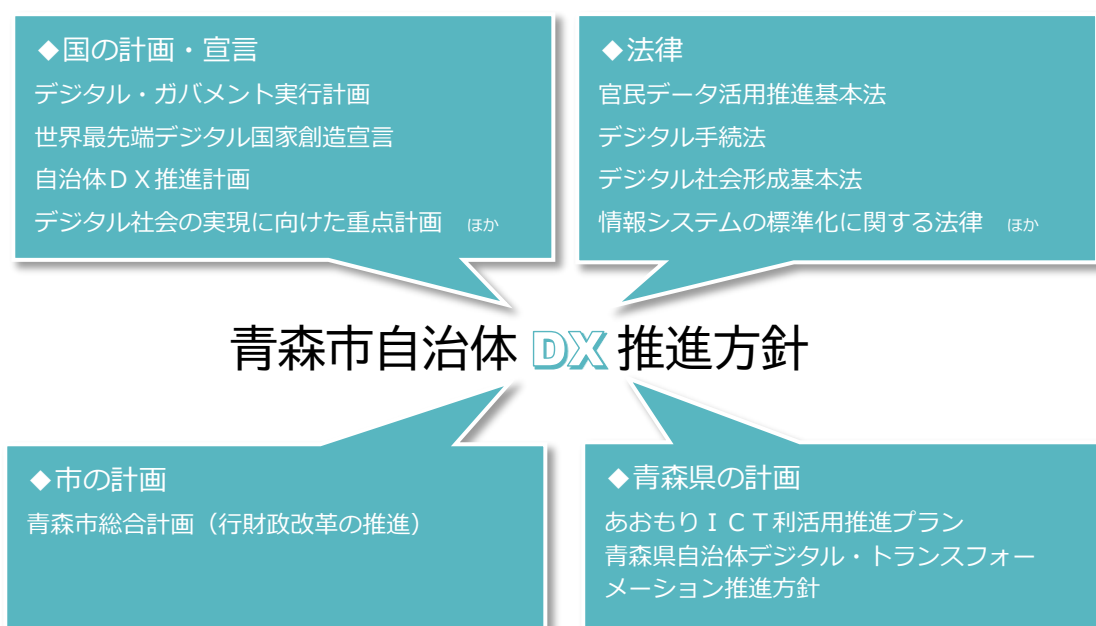 ◆国の計画・宣言
デジタル・ガバメント実行計画
世界最先端デジタル国家創造宣言
自治体ＤＸ推進計画
デジタル社会の実現に向けた重点計画 ほか
◆法律
官民データ活用推進基本法
デジタル手続法
デジタル社会形成基本法
情報システムの標準化に関する法律 ほか
青森市自治体 DX 推進方針
◆市の計画
青森市総合計画（行財政改革の推進）
◆青森県の計画
あおもりＩＣＴ利活用推進プラン
青森県自治体デジタル・トランスフォー
メーション推進方針